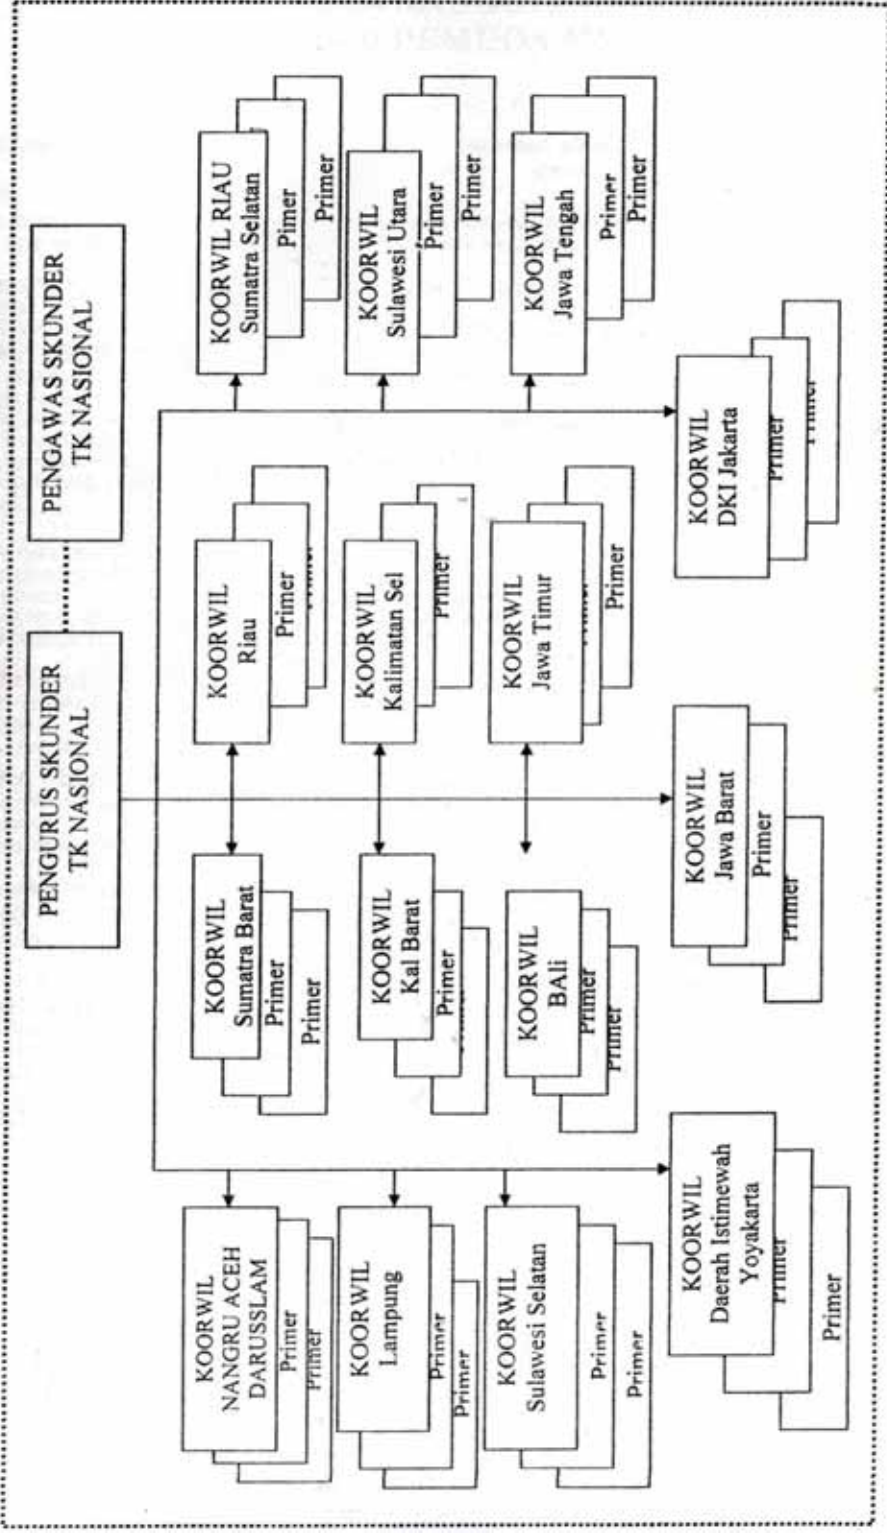 PENGURUS SKUNDER
TK NASIONAL
PENGAWAS SKUNDER
TK NASIONAL
KOORWIL
NANGRU ACEH
DARUSSLAM
Primer
Primer
KOORWIL
Sumatra Barat
Primer
Primer
KOORWIL
Riau
Primer
Primer
KOORWIL RIAU
Sumatra Selatan
Pimer
Primer
KOORWIL
Lampung
Primer
Primer
KOORWIL
Kal Barat
Primer
KOORWIL
Kalimatan Sel
Primer
KOORWIL
Sulawesi Utara
Primer
Primer
KOORWIL
Sulawesi Selatan
Primer
Primer
KOORWIL
BAli
Primer
Primer
KOORWIL
Jawa Timur
Primer
Primer
KOORWIL
Jawa Tengah
Primer
Primer
KOORWIL
Daerah Istimewah
Yoyakarta
Primer
Primer
KOORWIL
Jawa Barat
Primer
Primer
KOORWIL
DKI Jakarta
Primer
Primer